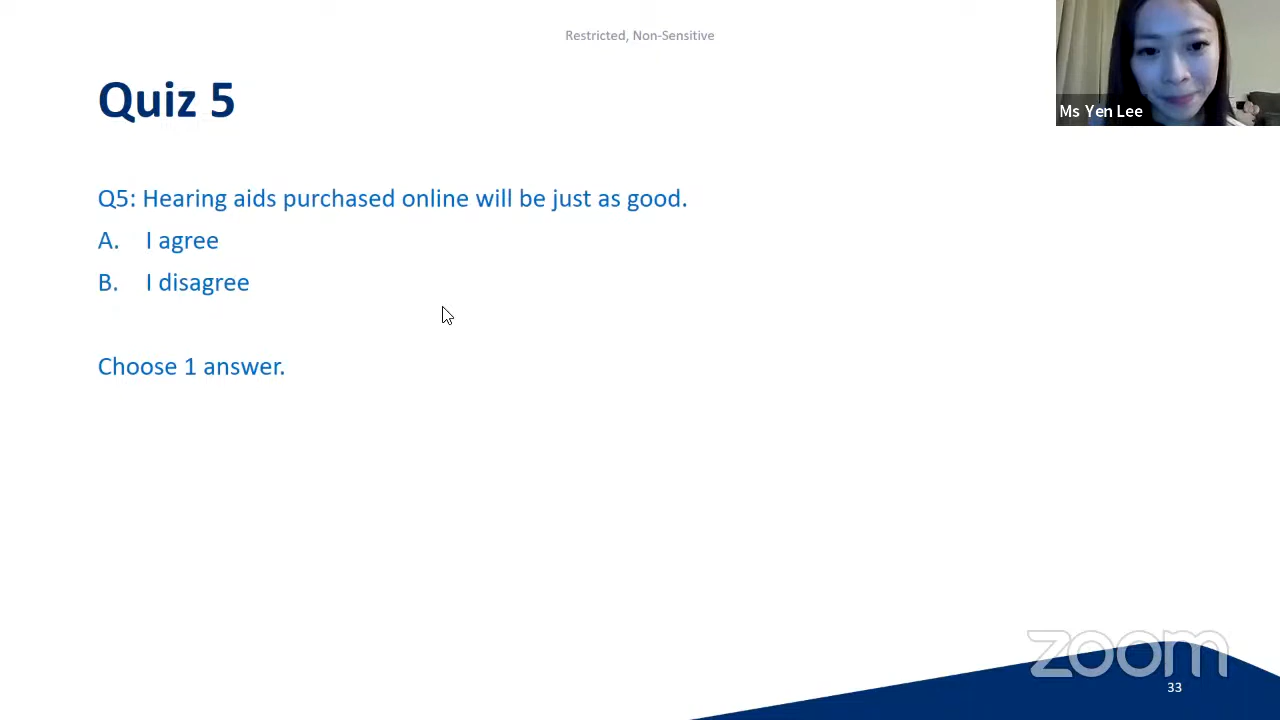 Restricted, Non-Sensitive
Ms Yen Lee
Quiz 5
Q5: Hearing aids purchased online will be just as good.
A. I agree
B. I disagree
Choose 1 answer.
zoom
33